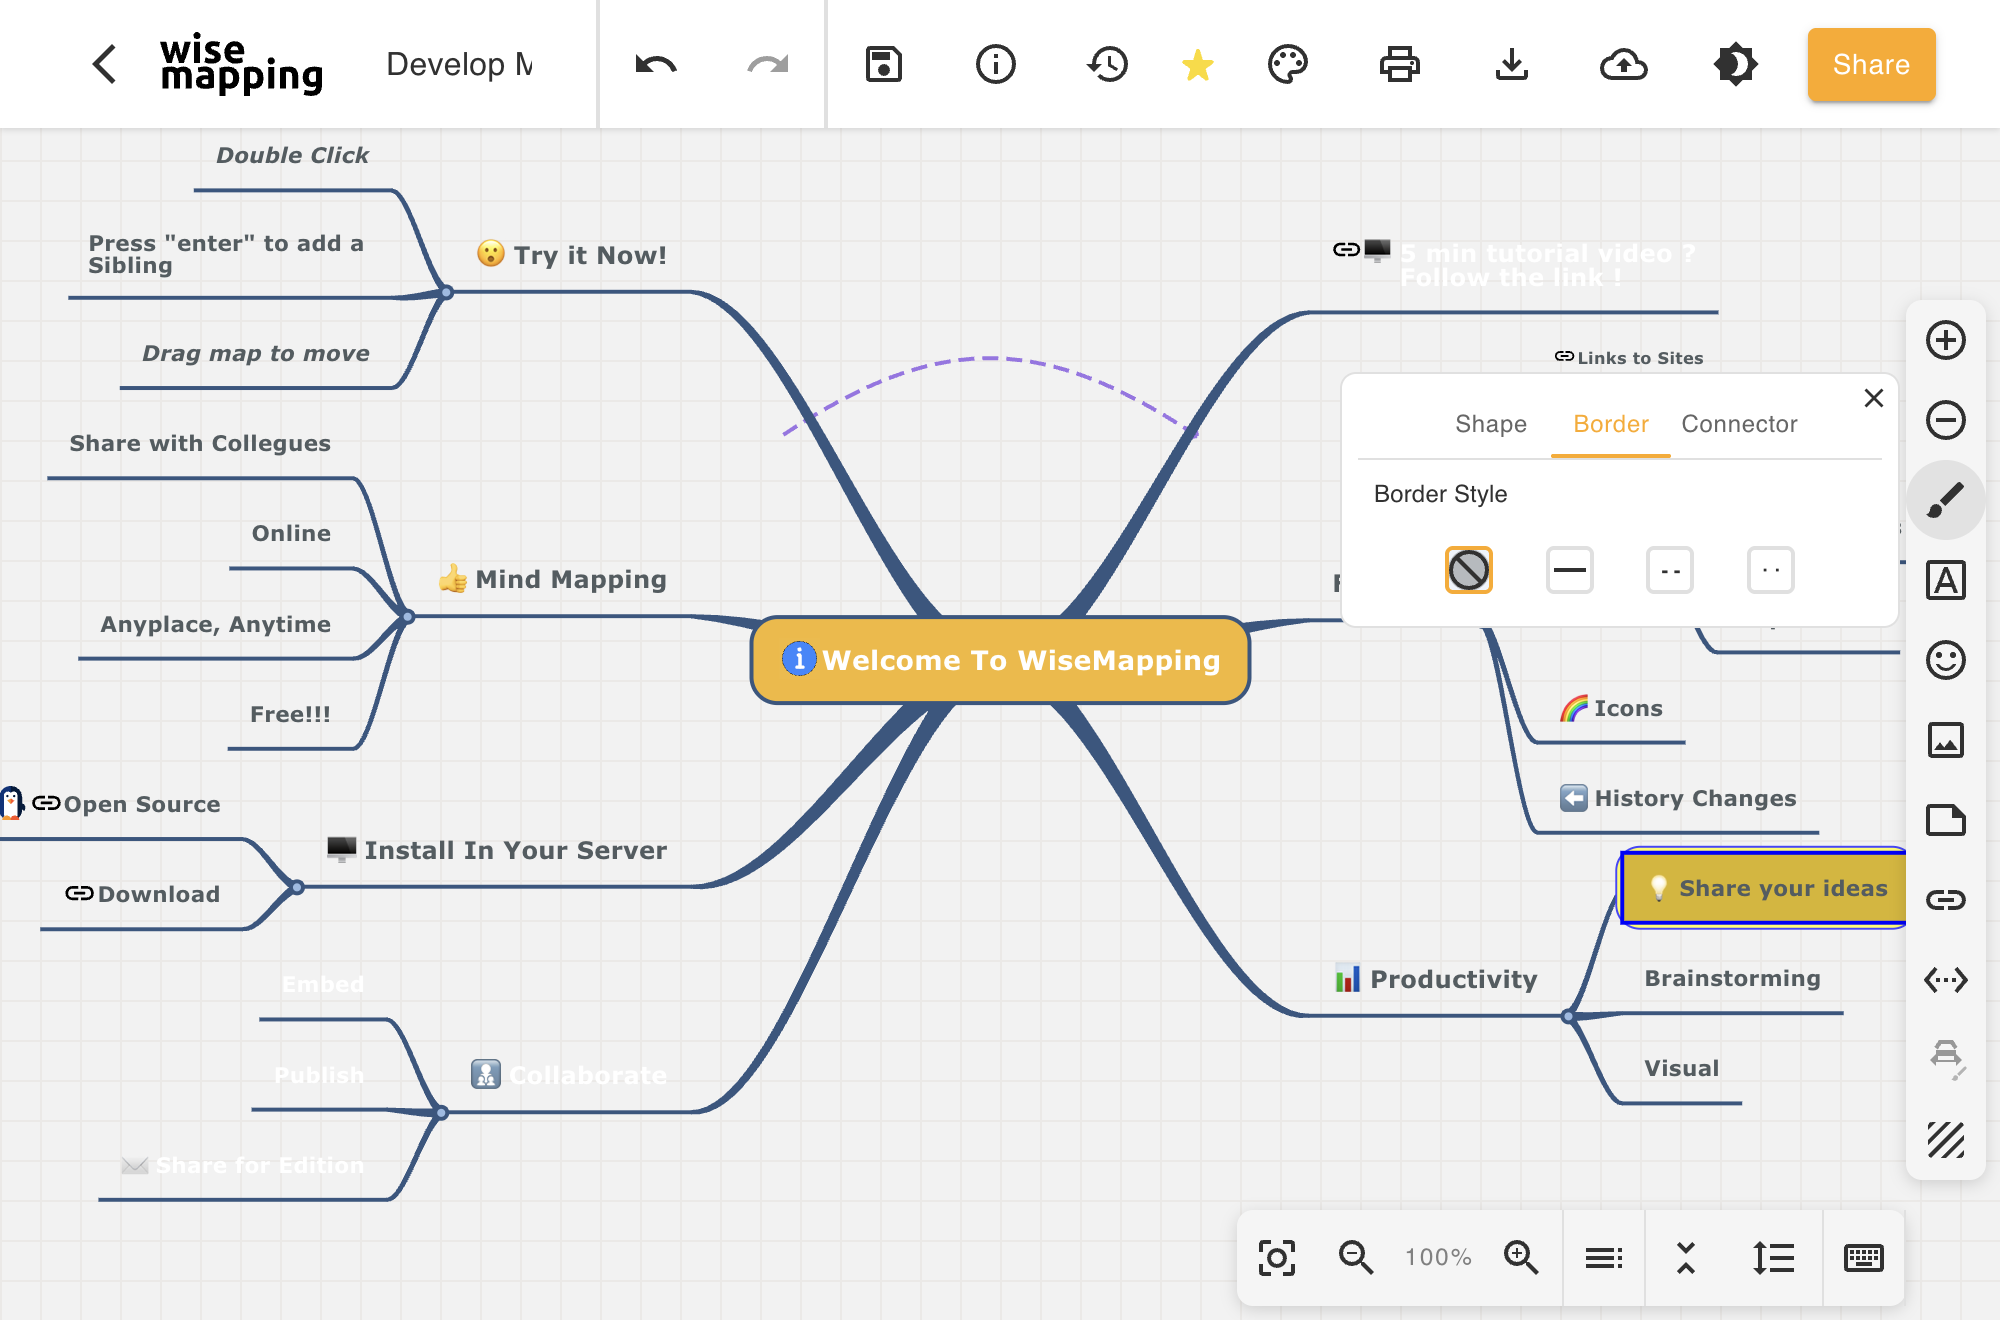 wise
mapping
Develop M
Share
Double Click
Press "enter" to add a
Sibling
Try it Now!
Drag map to move
5 min tutorial video ?
Follow the link !
Links to Sites
Share with Collegues
Online
Mind Mapping
Anyplace, Anytime
Free!!!
Shape
Border
Connector
Border Style
Welcome To WiseMapping
Icons
History Changes
Open Source
Install In Your Server
Download
Share your ideas
Embed
Productivity
Brainstorming
Publish
Collaborate
Visual
Share for Edition
100%